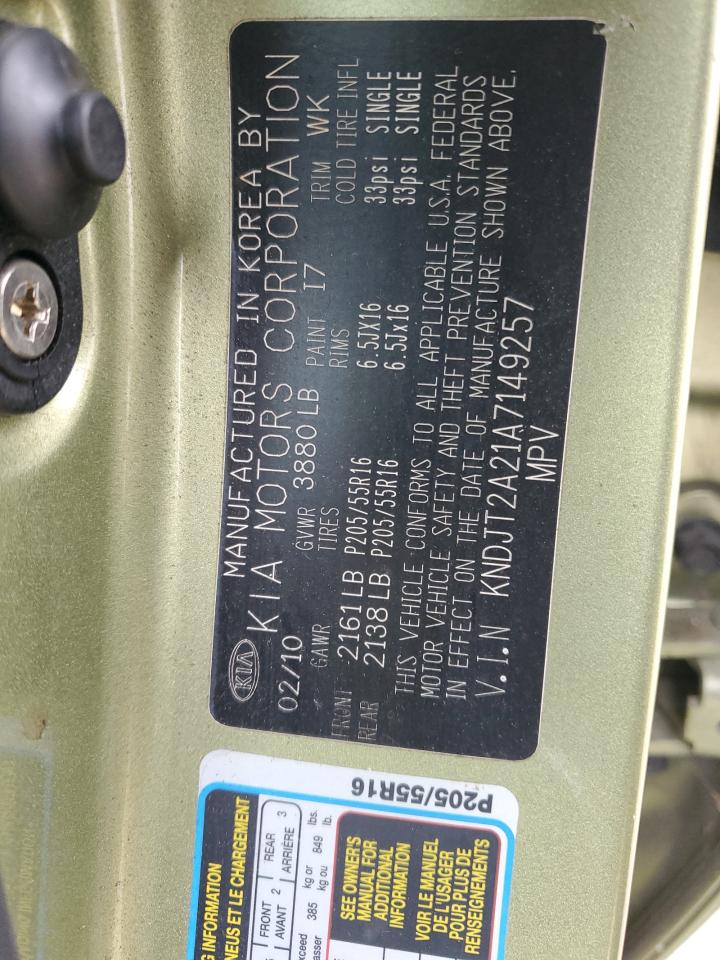 MANUFACTURED IN KOREA BY
KIA KIA MOTORS CORPORATION
02/10 GVWR 3880 LB PAINT I7 TRIM WK
GAWR TIRES RIMS COLD TIRE INFL
FRONT 2161 LB P205/55R16 6.5JX16 33psi SINGLE
REAR 2138 LB P205/55R16 6.5Jx16 33psi SINGLE
THIS VEHICLE CONFORMS TO ALL APPLICABLE U.S.A. FEDERAL
MOTOR VEHICLE SAFETY AND THEFT PREVENTION STANDARDS
IN EFFECT ON THE DATE OF MANUFACTURE SHOWN ABOVE.
V.I.N KNDJT2A21A7149257
MPV
P205/55R16
INFORMATION
NEUS ET LE CHARGEMENT
FRONT 2 REAR 3
AVANT ARRIÈRE
385 kg or 849 lbs.
kg ou lb.
SEE OWNER'S
MANUAL FOR
ADDITIONAL
INFORMATION
VOIR LE MANUEL
DE L'USAGER
POUR PLUS DE
RENSEIGNEMENTS